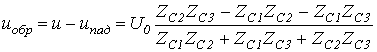 u_обр = u − u_пад = U_0 (Z_C2 Z_C3 − Z_C1 Z_C2 − Z_C1 Z_C3) / (Z_C1 Z_C2 + Z_C1 Z_C3 + Z_C2 Z_C3)